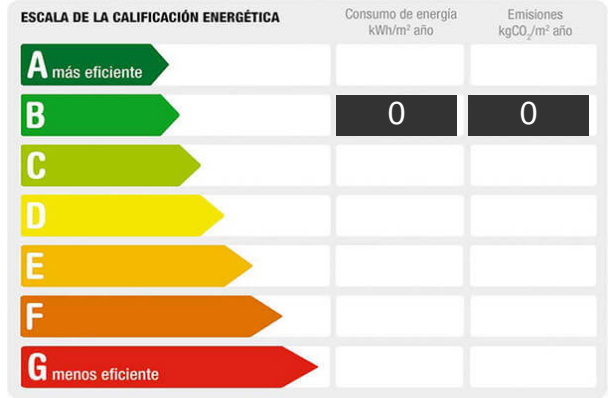 ESCALA DE LA CALIFICACIÓN ENERGÉTICA
Consumo de energía
kWh/m² año
Emisiones
kgCO₂/m² año
A más eficiente
B
0
0
C
D
E
F
G menos eficiente